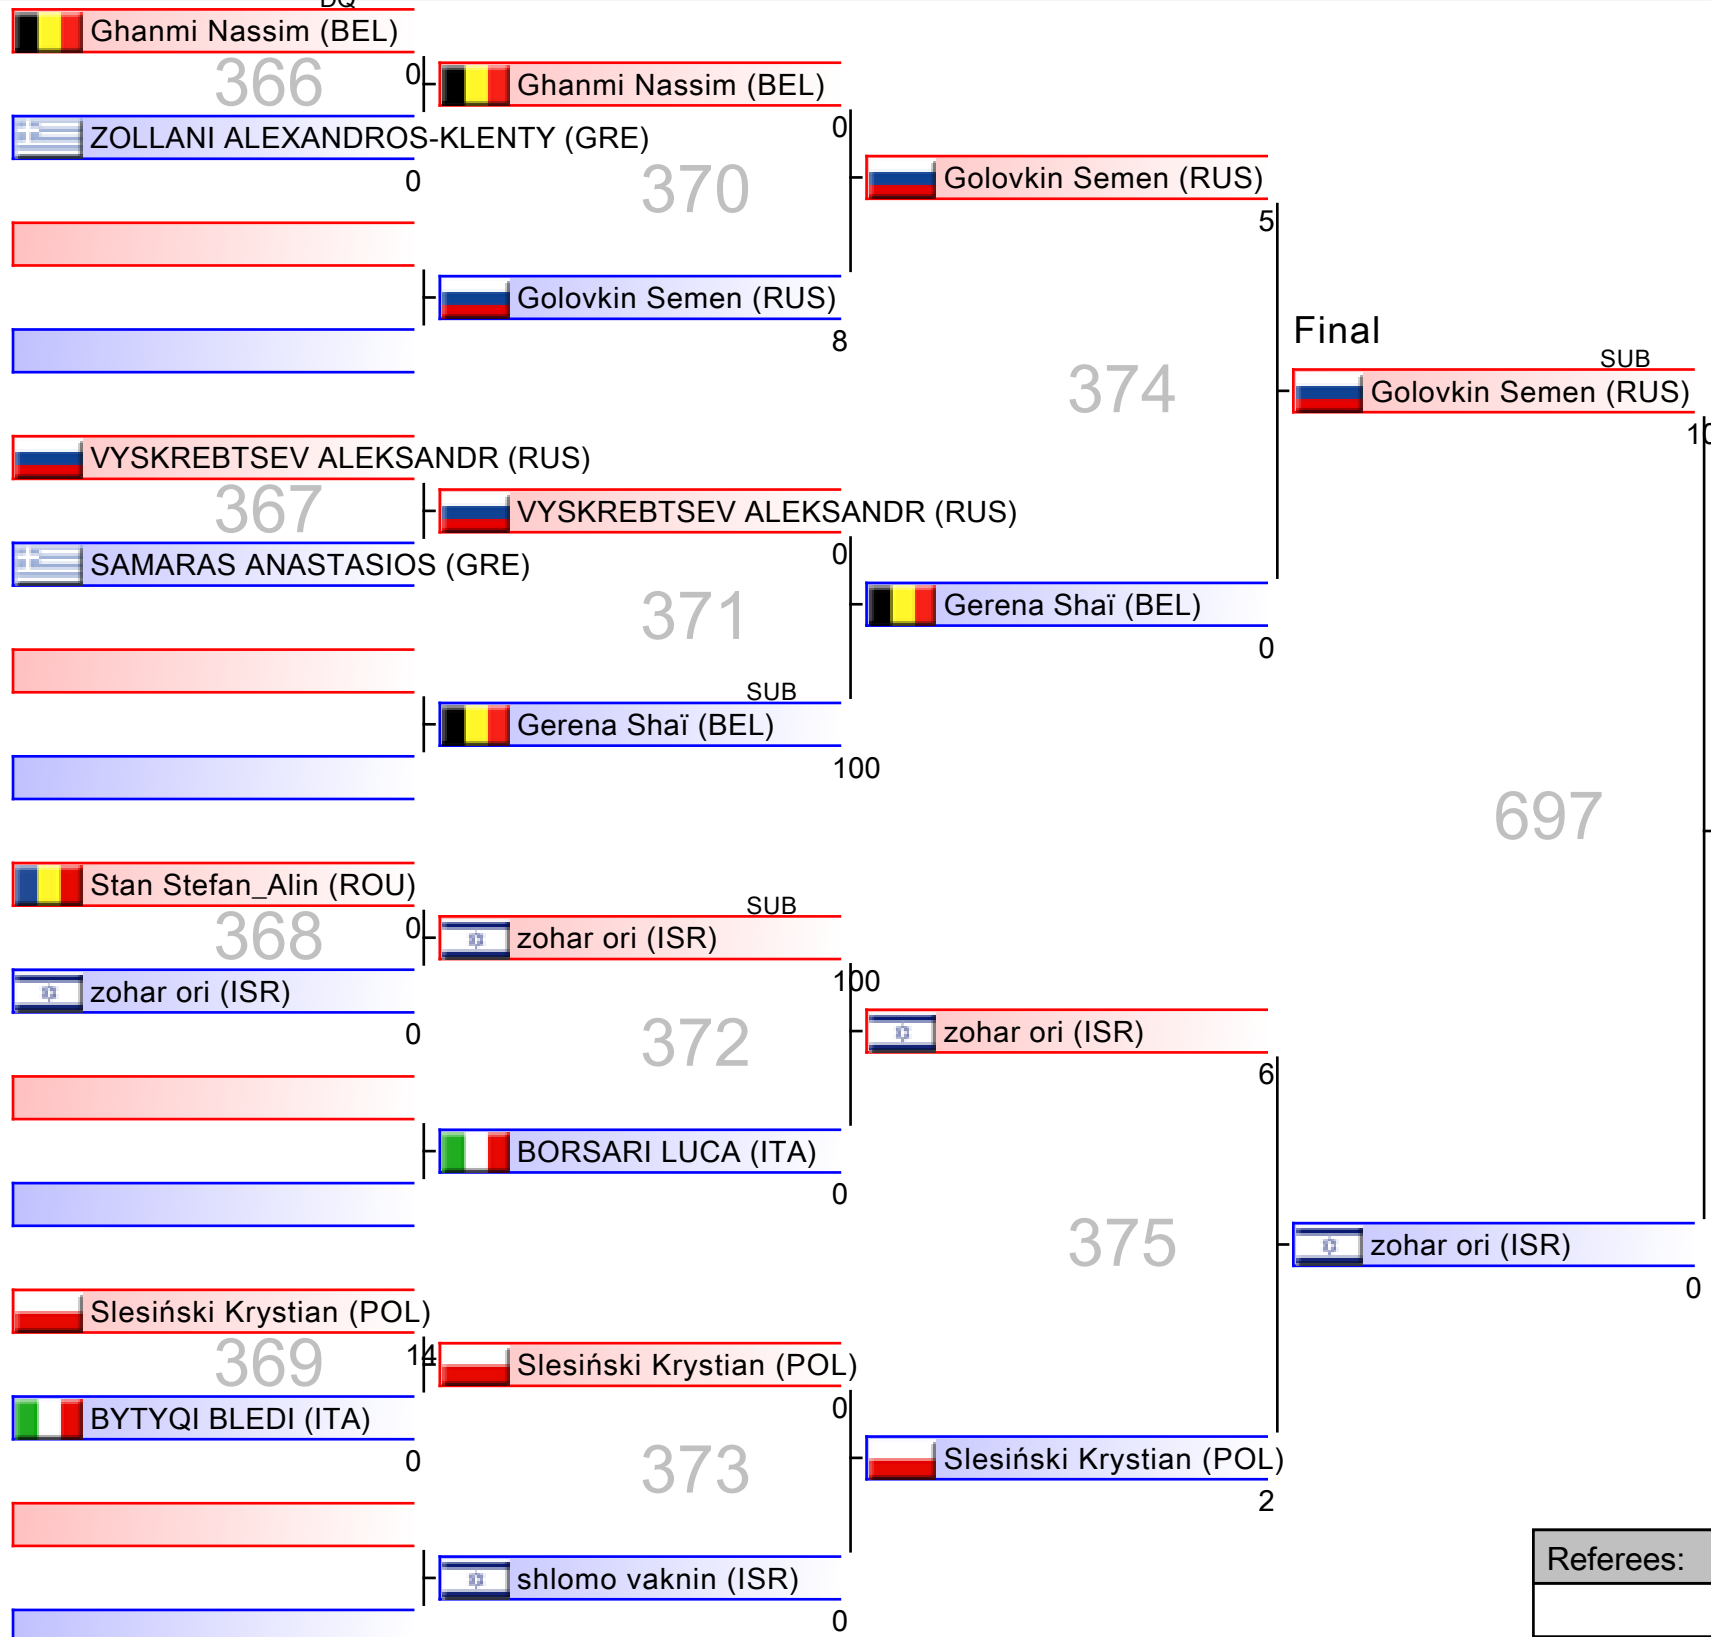 DQ
Ghanmi Nassim (BEL)
366
0
ZOLLANI ALEXANDROS-KLENTY (GRE)
0
VYSKREBTSEV ALEKSANDR (RUS)
367
SAMARAS ANASTASIOS (GRE)
Stan Stefan_Alin (ROU)
368
0
zohar ori (ISR)
0
Slesiński Krystian (POL)
369
14
BYTYQI BLEDI (ITA)
0
Ghanmi Nassim (BEL)
0
370
Golovkin Semen (RUS)
8
VYSKREBTSEV ALEKSANDR (RUS)
0
371
SUB
Gerena Shaï (BEL)
100
SUB
zohar ori (ISR)
100
372
BORSARI LUCA (ITA)
0
Slesiński Krystian (POL)
0
373
shlomo vaknin (ISR)
0
Golovkin Semen (RUS)
5
374
Gerena Shaï (BEL)
0
zohar ori (ISR)
6
375
Slesiński Krystian (POL)
2
Final
SUB
Golovkin Semen (RUS)
697
zohar ori (ISR)
0
Referees: